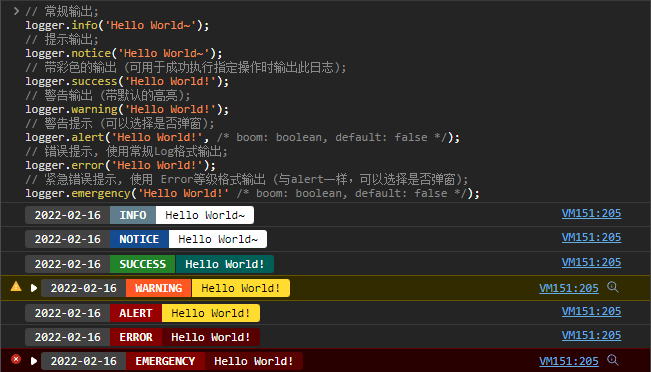 // 常规输出;
logger.info('Hello World~');
// 提示输出;
logger.notice('Hello World~');
// 带彩色的输出 (可用于成功执行指定操作时输出此日志);
logger.success('Hello World!');
// 警告输出 (带默认的高亮);
logger.warning('Hello World!');
// 警告提示 (可以选择是否弹窗);
logger.alert('Hello World!', /* boom: boolean, default: false */);
// 错误提示, 使用常规Log格式输出;
logger.error('Hello World!');
// 紧急错误提示, 使用 Error等级格式输出 (与alert一样, 可以选择是否弹窗);
logger.emergency('Hello World!' /* boom: boolean, default: false */);
2022-02-16 INFO Hello World~ VM151:205
2022-02-16 NOTICE Hello World~ VM151:205
2022-02-16 SUCCESS Hello World! VM151:205
2022-02-16 WARNING Hello World! VM151:205
2022-02-16 ALERT Hello World! VM151:205
2022-02-16 ERROR Hello World! VM151:205
2022-02-16 EMERGENCY Hello World! VM151:205